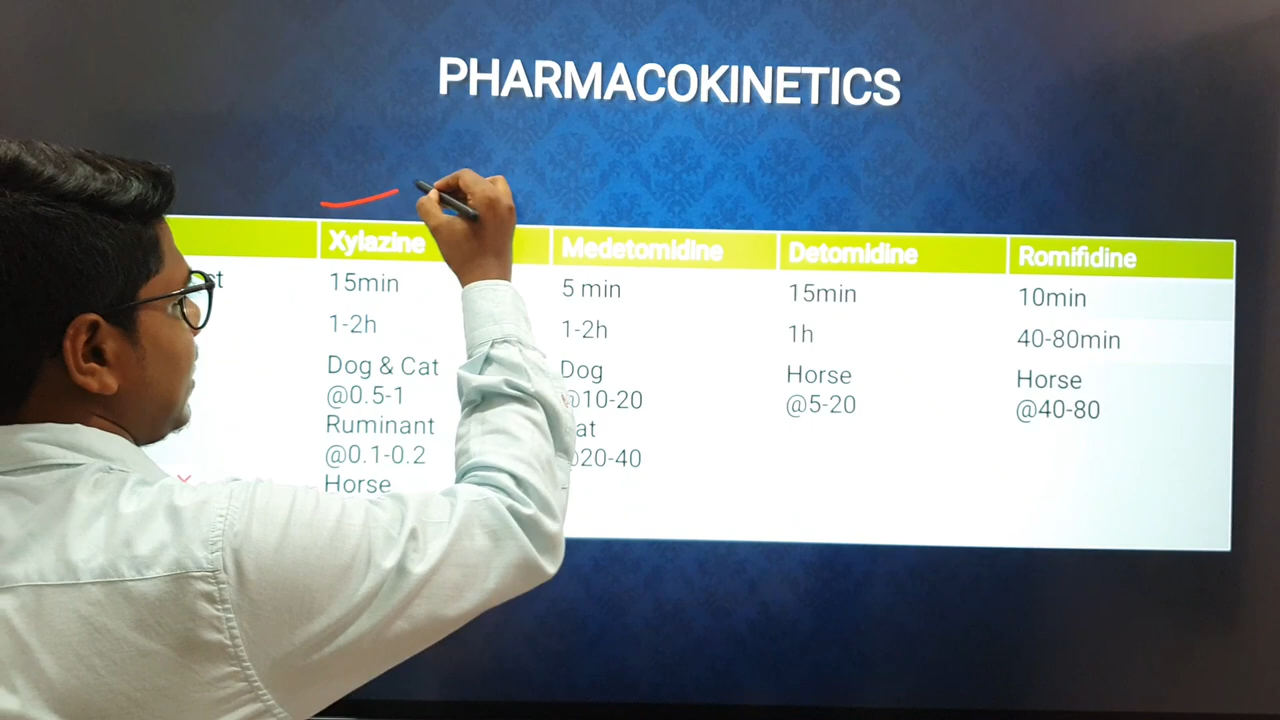 PHARMACOKINETICS
Xylazine Medetomidine Detomidine Romifidine
15min 5 min 15min 10min
1-2h 1-2h 1h 40-80min
Dog & Cat Dog Horse Horse
@0.5-1 @10-20 @5-20 @40-80
Ruminant
@0.1-0.2 @20-40
Horse